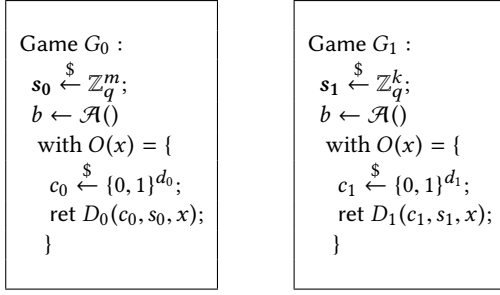 Game G₀ :
𝒔₀ $← ℤ_q^m;
b ← 𝒜()
with O(x) = {
c₀ $← {0, 1}^{d₀};
ret D₀(c₀, s₀, x);
}
Game G₁ :
𝒔₁ $← ℤ_q^k;
b ← 𝒜()
with O(x) = {
c₁ $← {0, 1}^{d₁};
ret D₁(c₁, s₁, x);
}